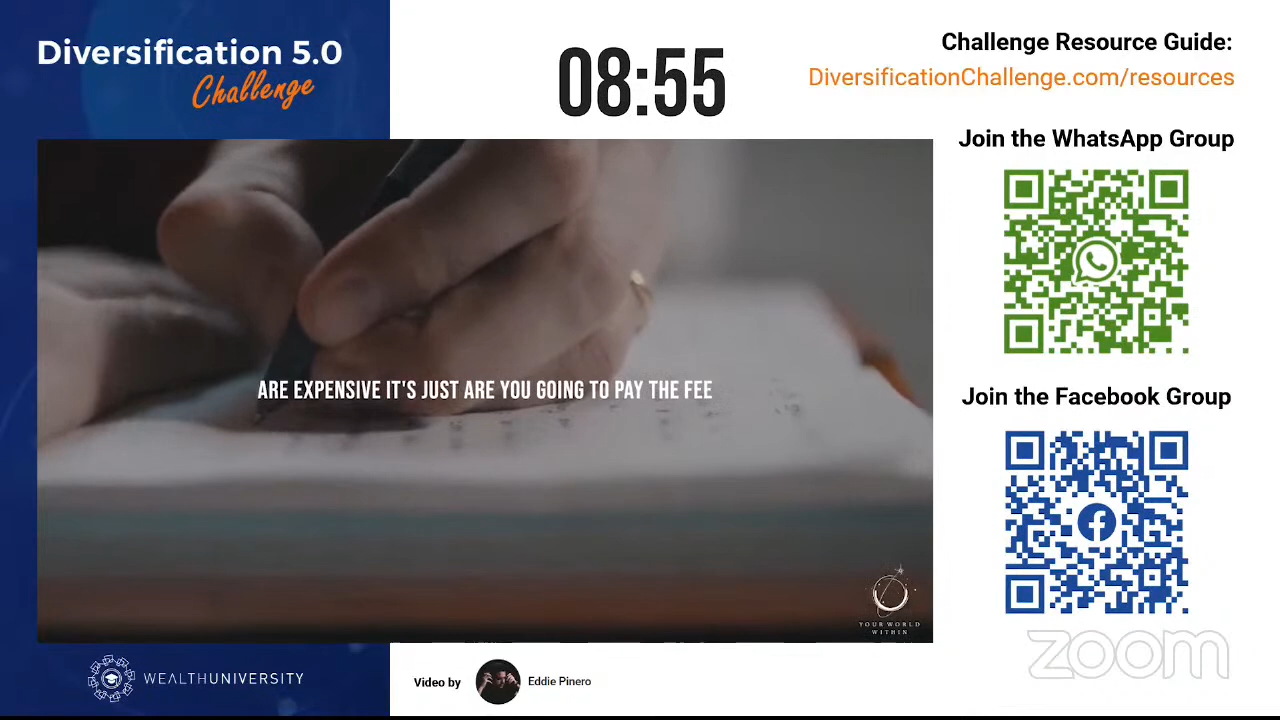 Diversification 5.0
Challenge
08:55
Challenge Resource Guide:
DiversificationChallenge.com/resources
Join the WhatsApp Group
ARE EXPENSIVE IT'S JUST ARE YOU GOING TO PAY THE FEE
Join the Facebook Group
YOUR WORLD
WITHIN
zoom
WEALTHUNIVERSITY
Video by
Eddie Pinero